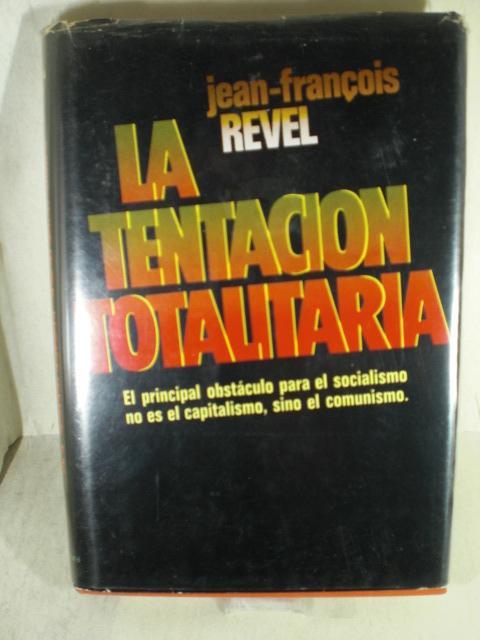 jean-françois
REVEL
LA
TENTACION
TOTALITARIA
El principal obstáculo para el socialismo
no es el capitalismo, sino el comunismo.